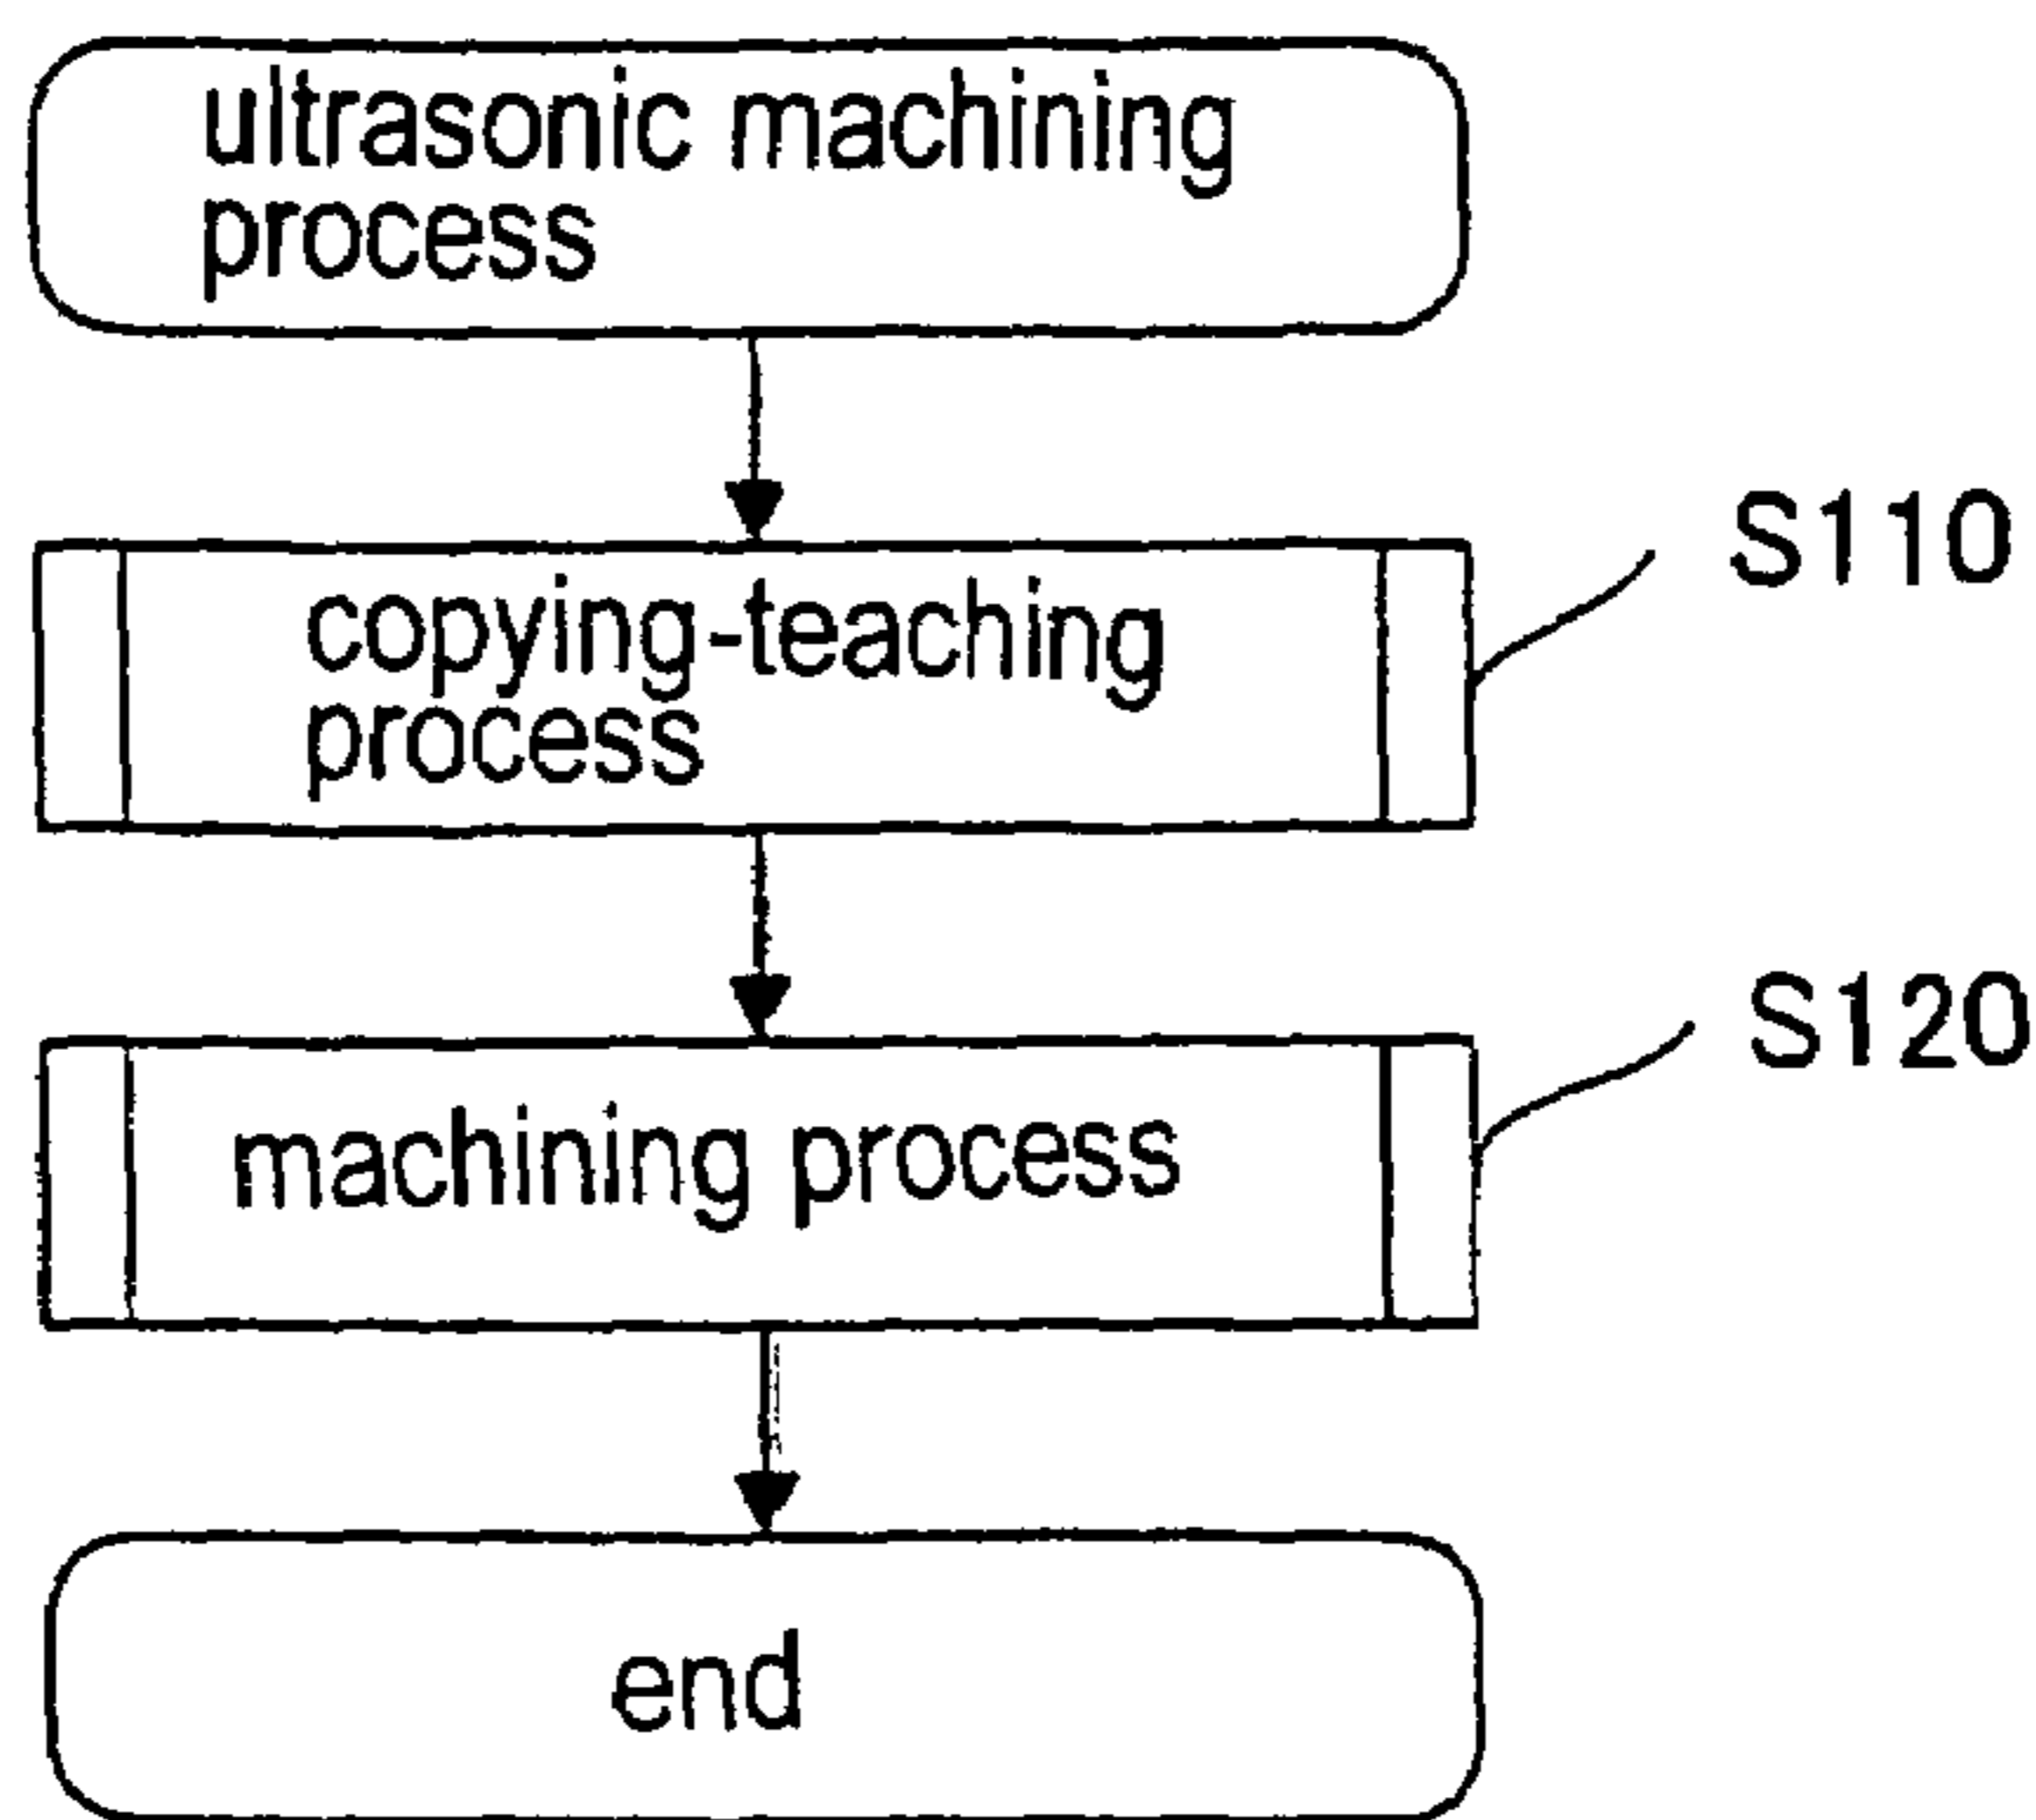 ultrasonic machining
process
S110
copying-teaching
process
S120
machining process
end